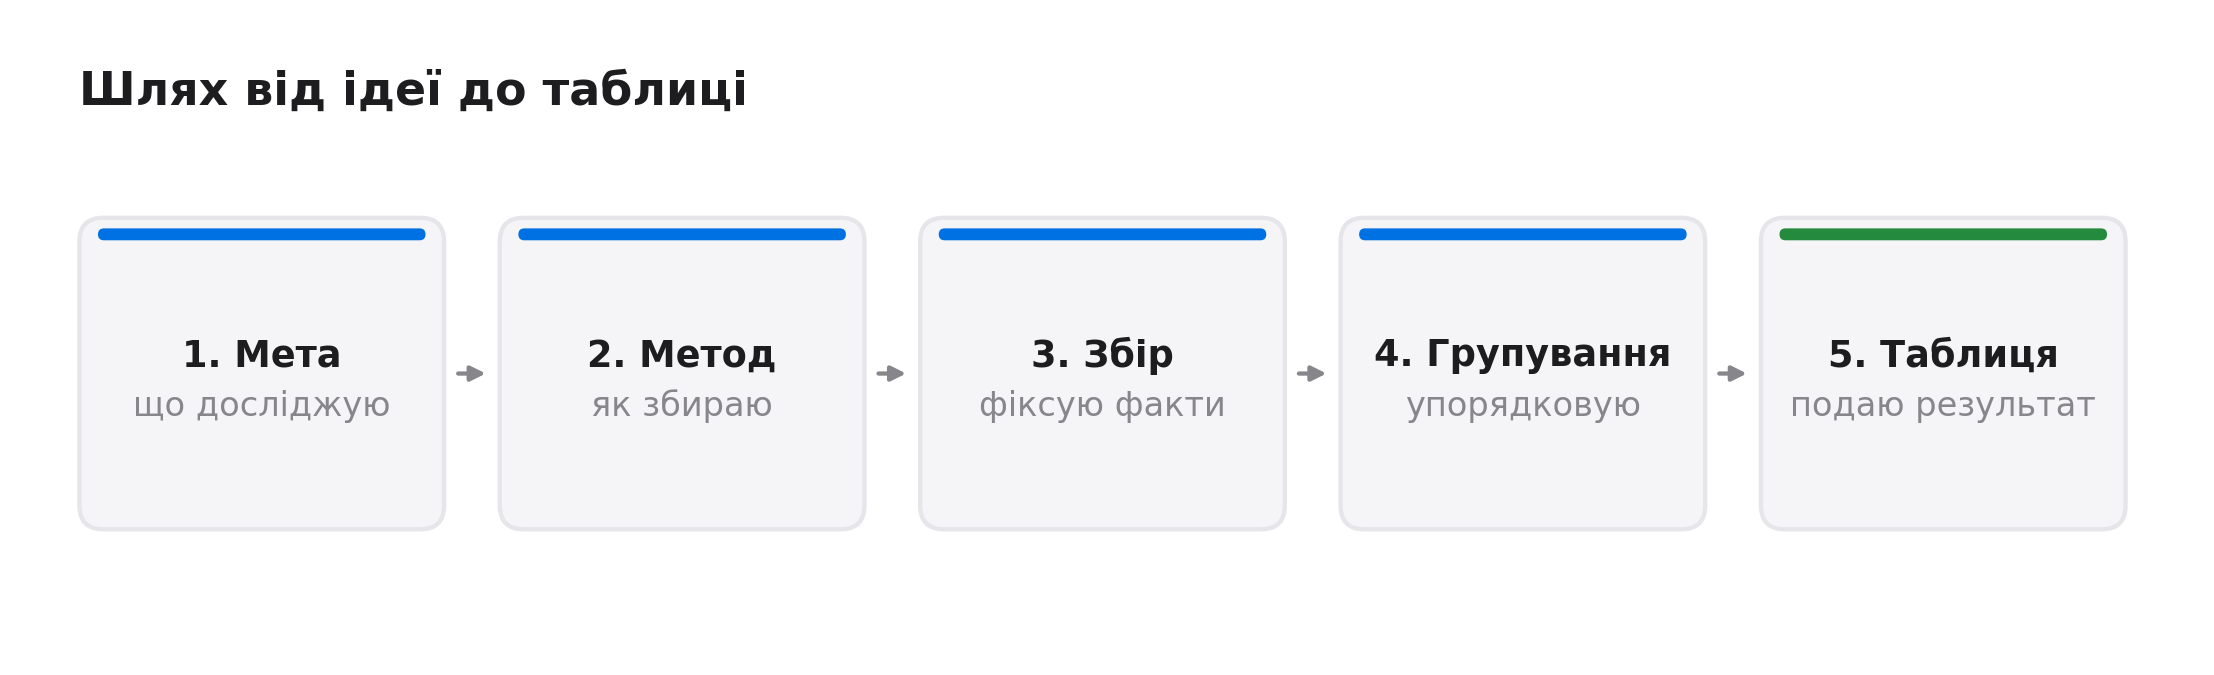 Шлях від ідеї до таблиці
1. Мета
що досліджую
2. Метод
як збираю
3. Збір
фіксую факти
4. Групування
упорядковую
5. Таблиця
подаю результат